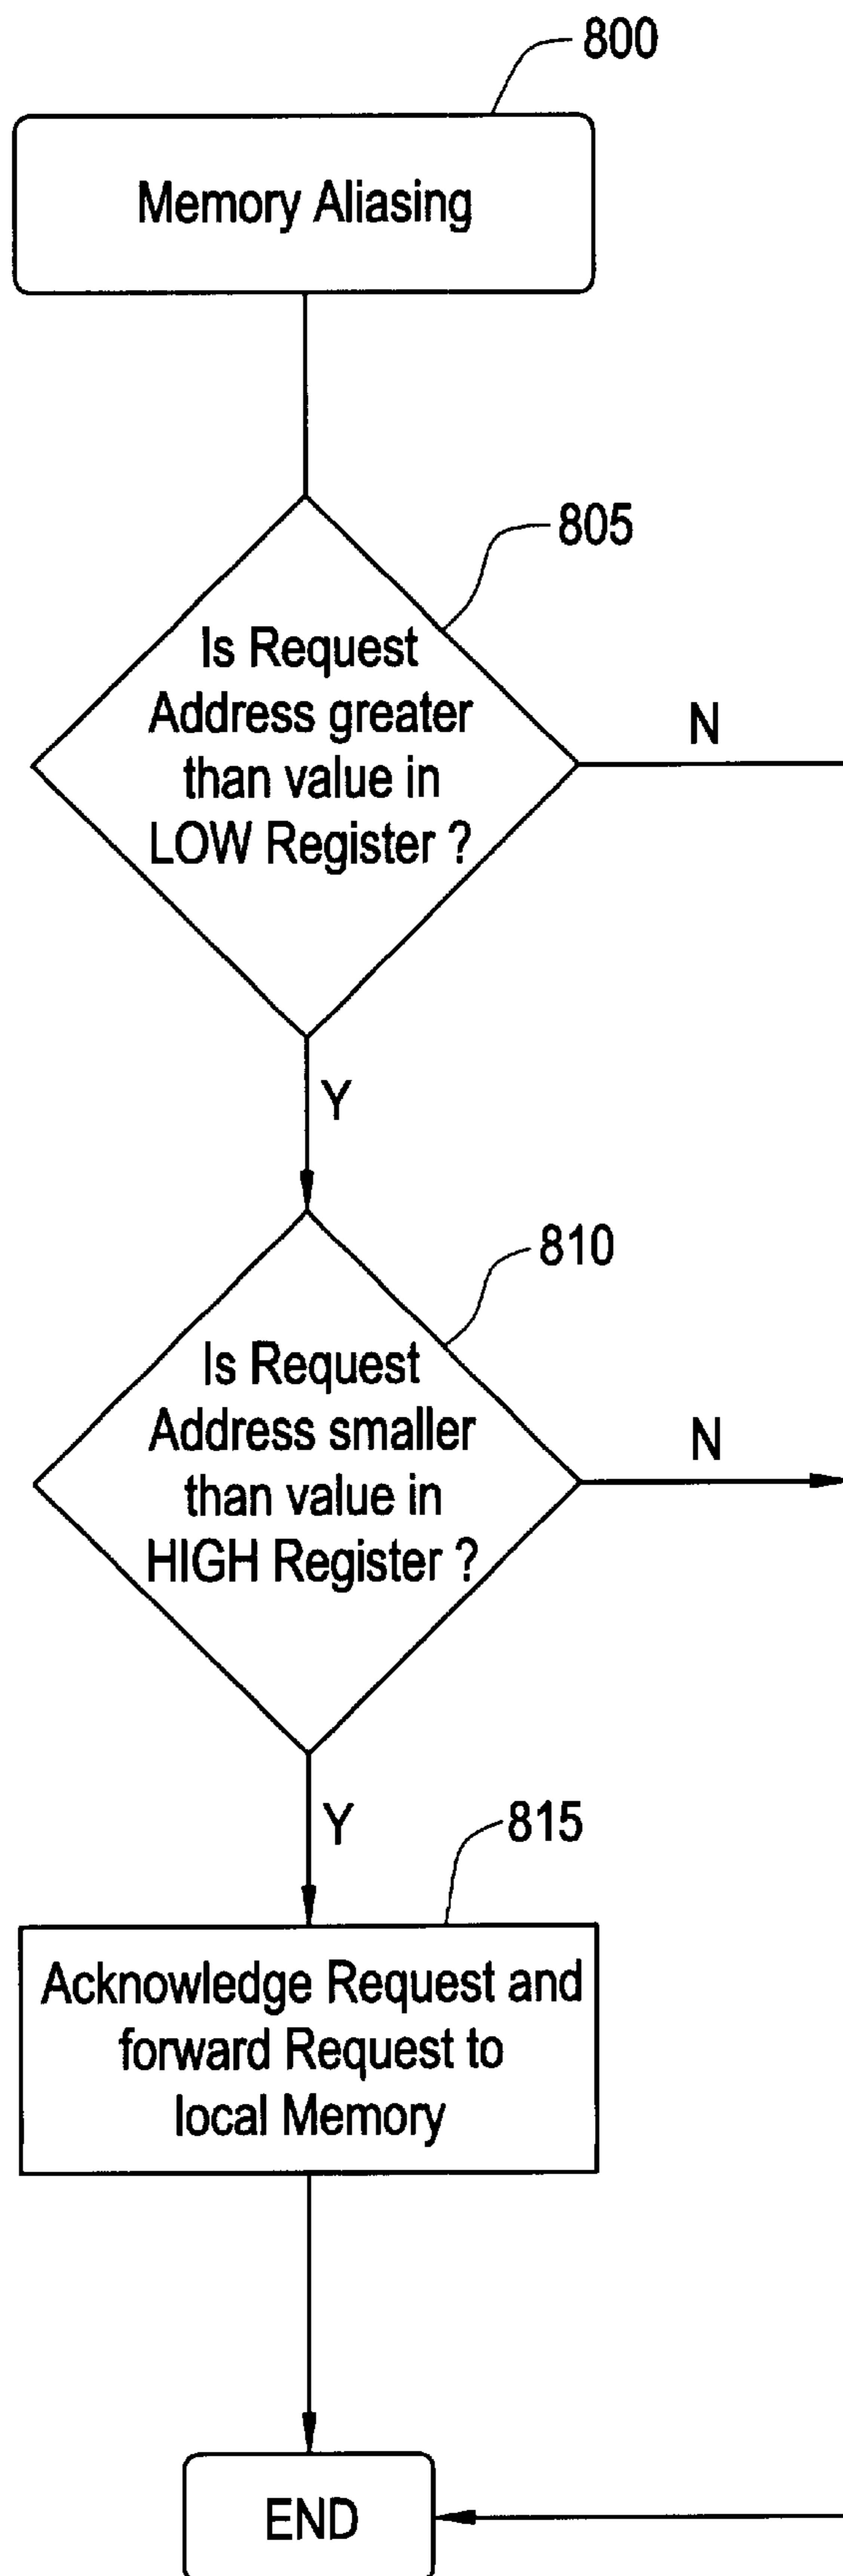 800
Memory Aliasing
805
Is Request
Address greater
than value in
LOW Register ?
N
Y
810
Is Request
Address smaller
than value in
HIGH Register ?
N
Y
815
Acknowledge Request and
forward Request to
local Memory
END